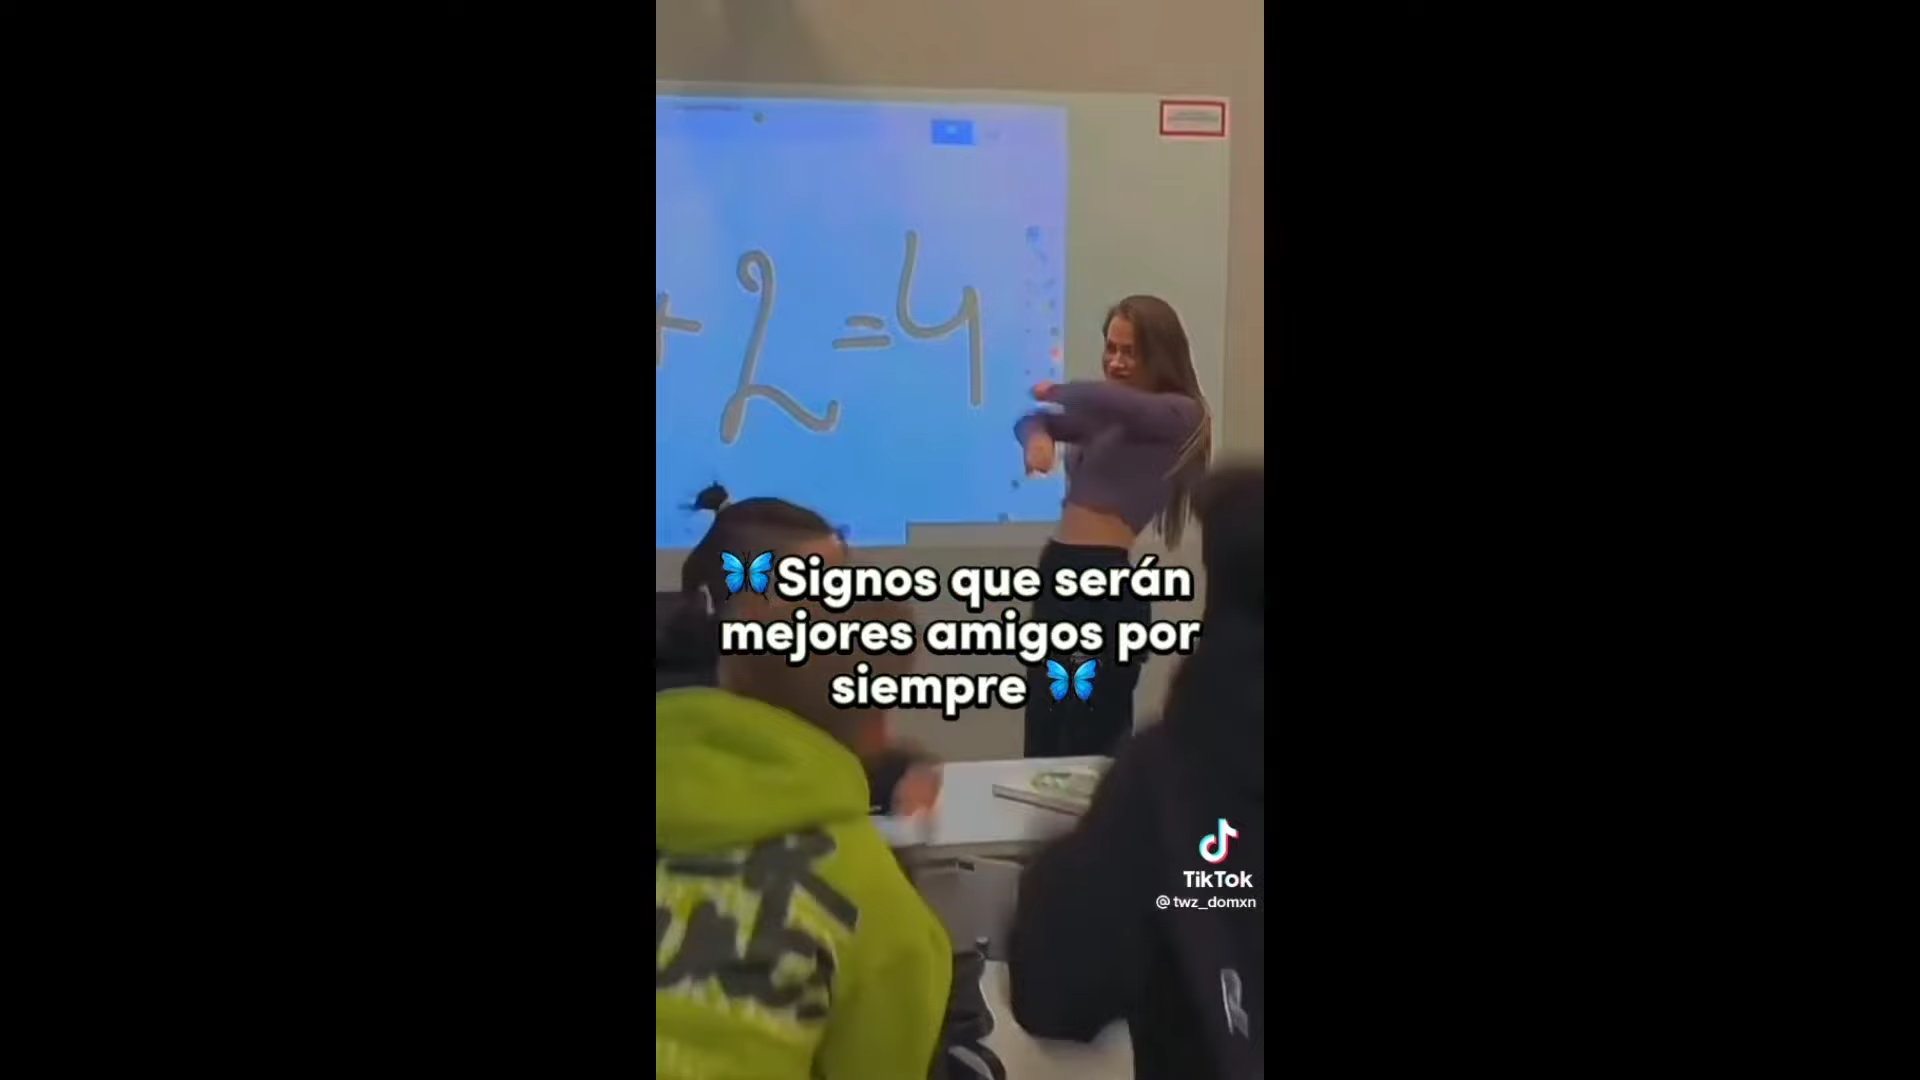 +2=4
🦋Signos que serán
mejores amigos por
siempre 🦋
TikTok
@twz_domxn